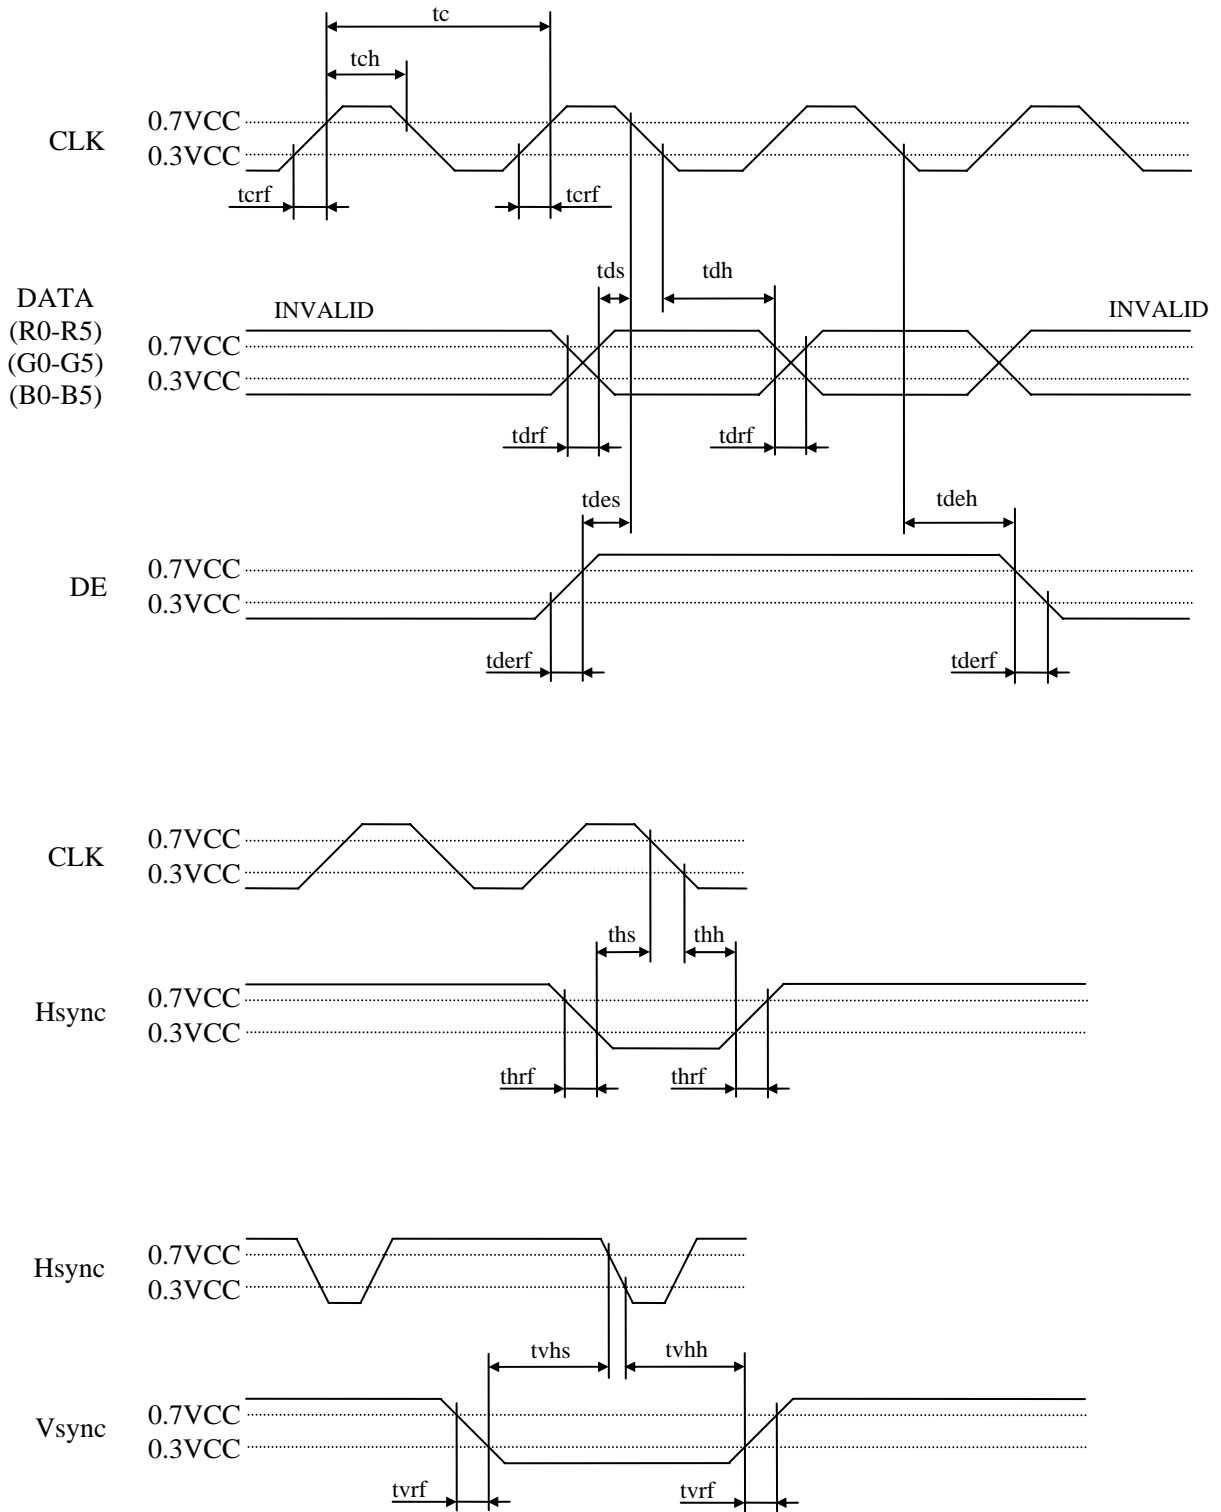 tc
tch
CLK
0.7VCC
0.3VCC
tcrf
tcrf
tds
tdh
DATA
(R0-R5)
(G0-G5)
(B0-B5)
INVALID
INVALID
0.7VCC
0.3VCC
tdrf
tdrf
tdes
tdeh
DE
0.7VCC
0.3VCC
tderf
tderf
CLK
0.7VCC
0.3VCC
ths
thh
Hsync
0.7VCC
0.3VCC
thrf
thrf
Hsync
0.7VCC
0.3VCC
tvhs
tvhh
Vsync
0.7VCC
0.3VCC
tvrf
tvrf